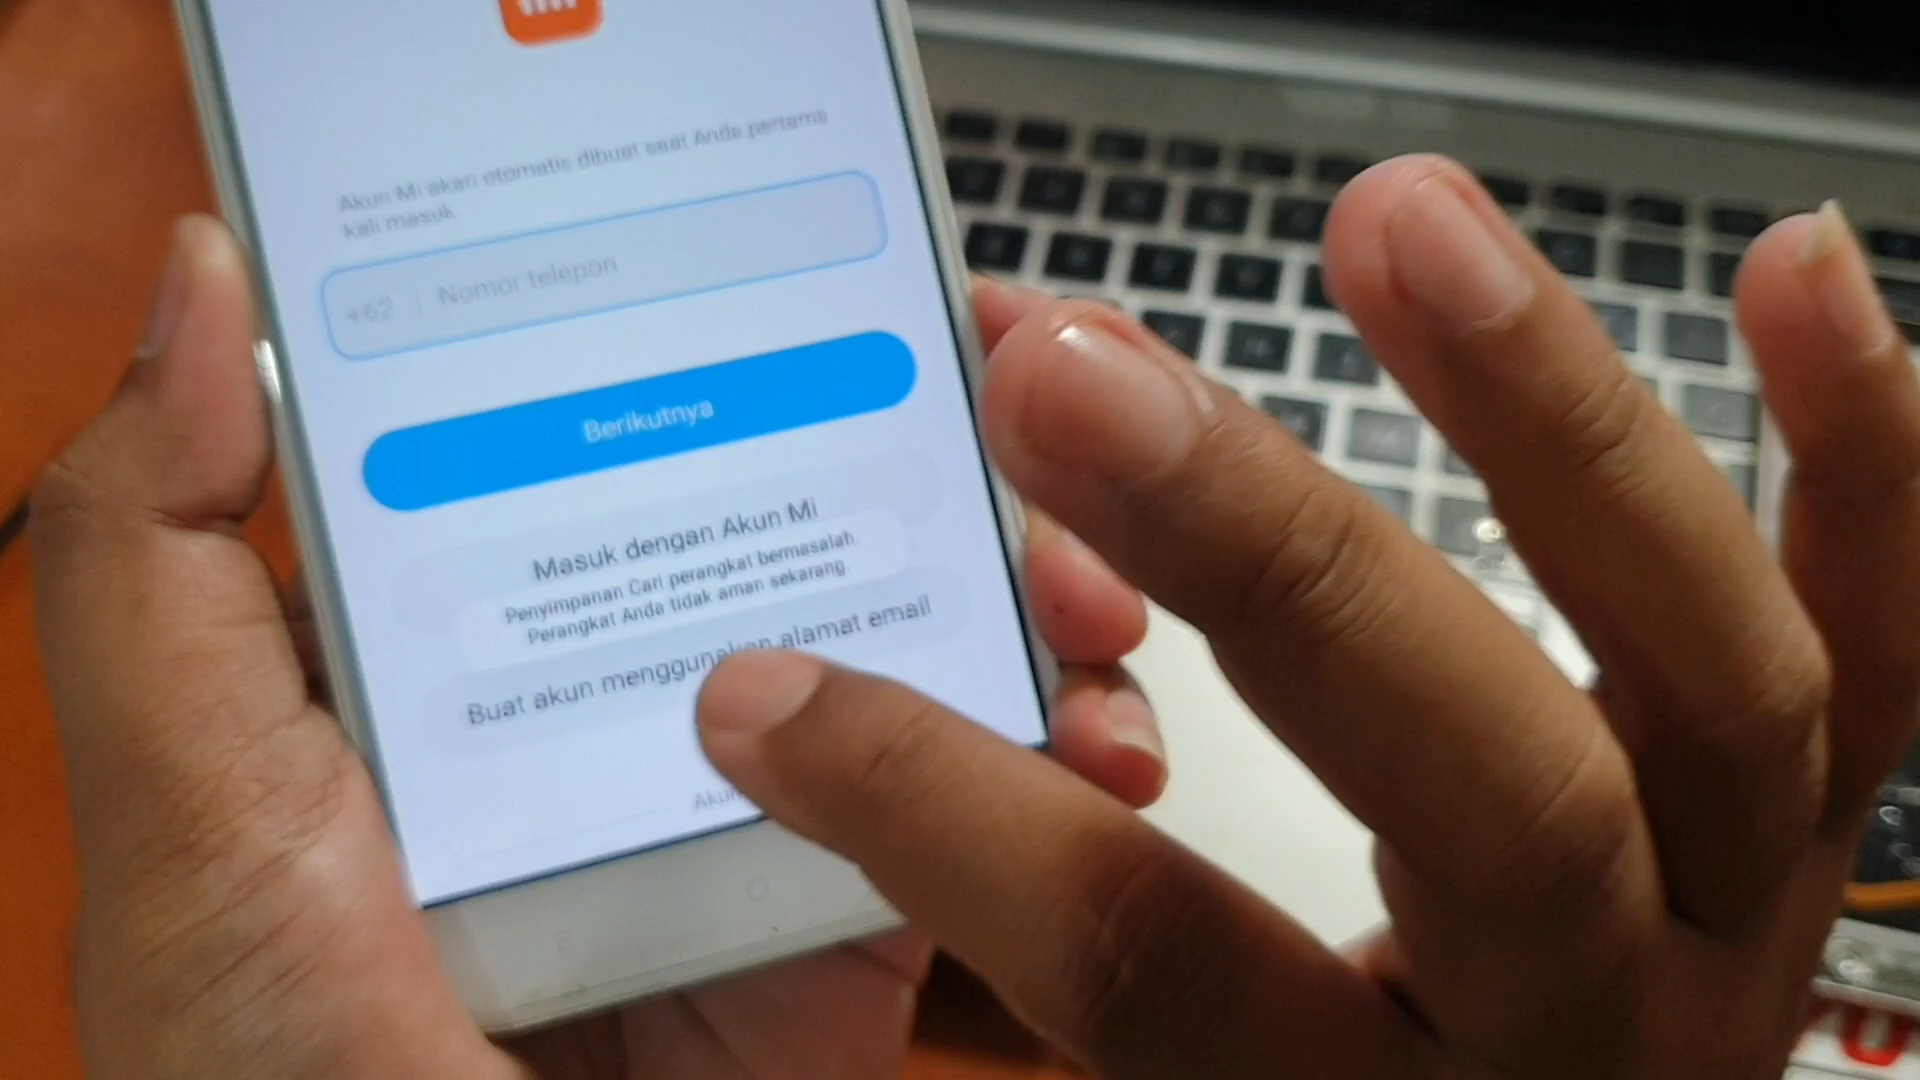 Akun Mi akan otomatis dibuat saat Anda pertama
kali masuk
+62
Nomor telepon
Berikutnya
Masuk dengan Akun Mi
Penyimpanan Cari perangkat bermasalah.
Perangkat Anda tidak aman sekarang.
Buat akun menggunakan alamat email
Akun